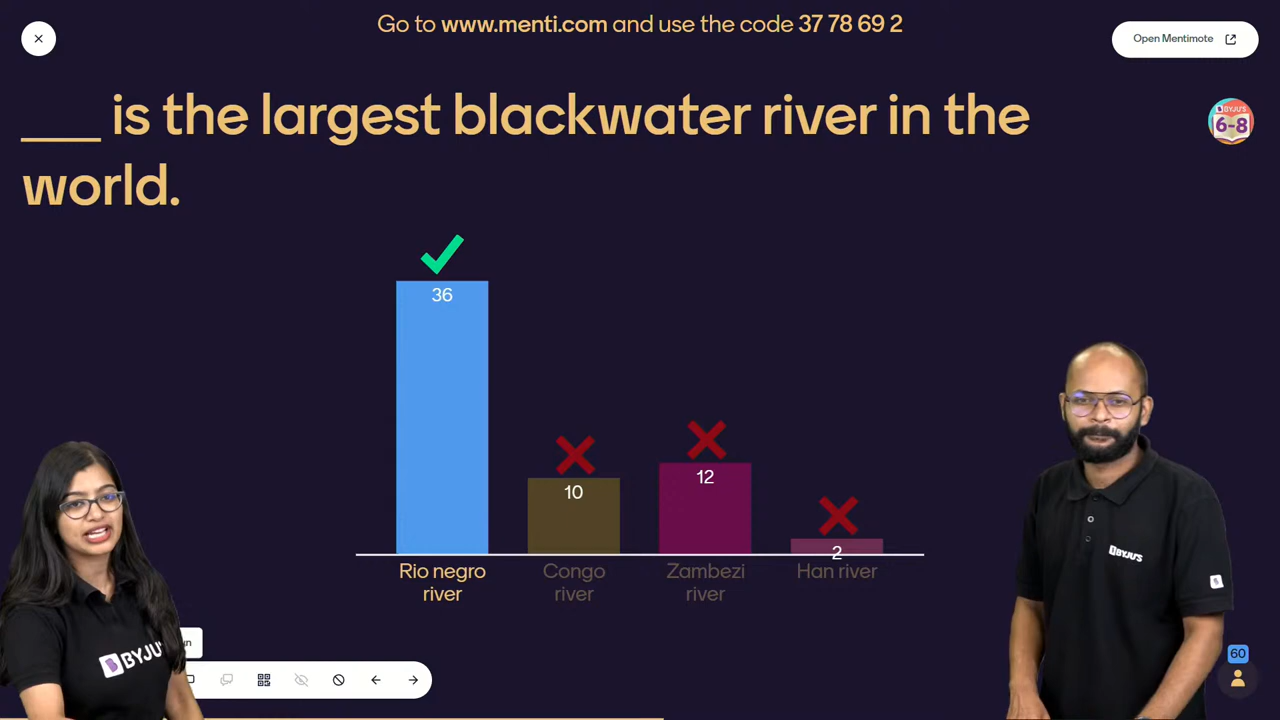 Go to www.menti.com and use the code 37 78 69 2
Open Mentimote
___ is the largest blackwater river in the
world.
BYJU'S
6-8
36
10
12
2
Rio negro
river
Congo
river
Zambezi
river
Han river
BYJU'S
60